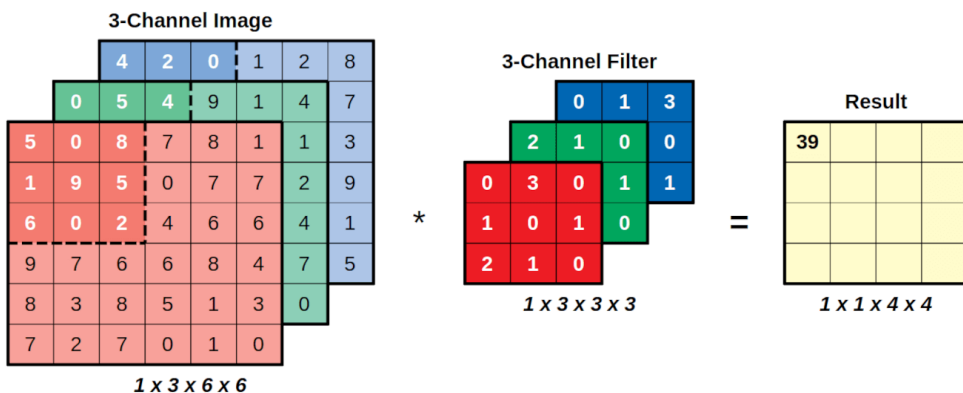 3-Channel Image
4 2 0 1 2 8
0 5 4 9 1 4 7
5 0 8 7 8 1 1 3
1 9 5 0 7 7 2 9
6 0 2 4 6 6 4 1
9 7 6 6 8 4 7 5
8 3 8 5 1 3 0
7 2 7 0 1 0
1 x 3 x 6 x 6
*
3-Channel Filter
0 1 3
2 1 0 0
0 3 0 1 1
1 0 1 0
2 1 0
1 x 3 x 3 x 3
=
Result
39
1 x 1 x 4 x 4